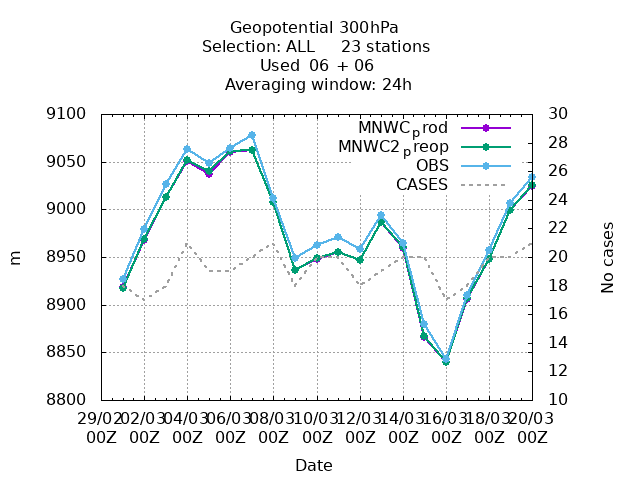 Geopotential 300hPa
Selection: ALL 23 stations
Used 06 + 06
Averaging window: 24h
9100
9050
9000
8950
8900
8850
8800
m
MNWCprod
MNWC2preop
OBS
CASES
30
28
26
24
22
20
18
16
14
12
10
No cases
29/02 02/03 04/03 06/03 08/03 10/03 12/03 14/03 16/03 18/03 20/03
00Z 00Z 00Z 00Z 00Z 00Z 00Z 00Z 00Z 00Z 00Z
Date